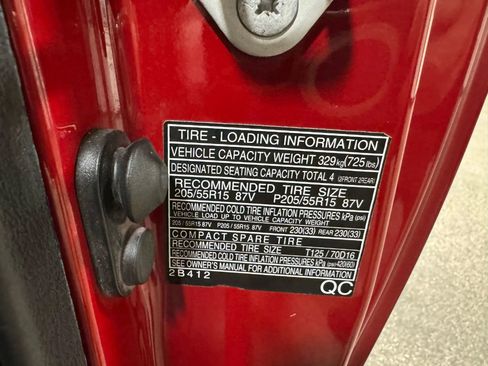 TIRE - LOADING INFORMATION
VEHICLE CAPACITY WEIGHT 329kg(725lbs)
DESIGNATED SEATING CAPACITY TOTAL 4 (2FRONT 2REAR)
RECOMMENDED TIRE SIZE
205/55R15 87V P205/55R15 87V
RECOMMENDED COLD TIRE INFLATION PRESSURES kPa (psi)
VEHICLE LOAD UP TO VEHICLE CAPACITY WEIGHT
205/55R15 87V P205/55R15 87V FRONT 230(33) REAR 230(33)
COMPACT SPARE TIRE
RECOMMENDED TIRE SIZE T125/70D16
RECOMMENDED COLD TIRE INFLATION PRESSURES kPa (psi) 420(60)
SEE OWNER'S MANUAL FOR ADDITIONAL INFORMATION
2B412 QC